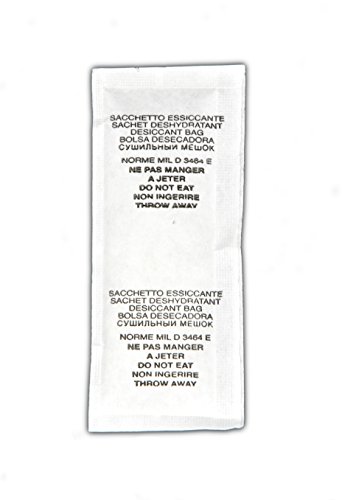 SACCHETTO ESSICCANTE
SACHET DESHYDRATANT
DESICCANT BAG
BOLSA DESECADORA
СУШИЛЬНЫЙ МЕШОК
NORME MIL D 3464 E
NE PAS MANGER
A JETER
DO NOT EAT
NON INGERIRE
THROW AWAY
SACCHETTO ESSICCANTE
SACHET DESHYDRATANT
DESICCANT BAG
BOLSA DESECADORA
СУШИЛЬНЫЙ МЕШОК
NORME MIL D 3464 E
NE PAS MANGER
A JETER
DO NOT EAT
NON INGERIRE
THROW AWAY